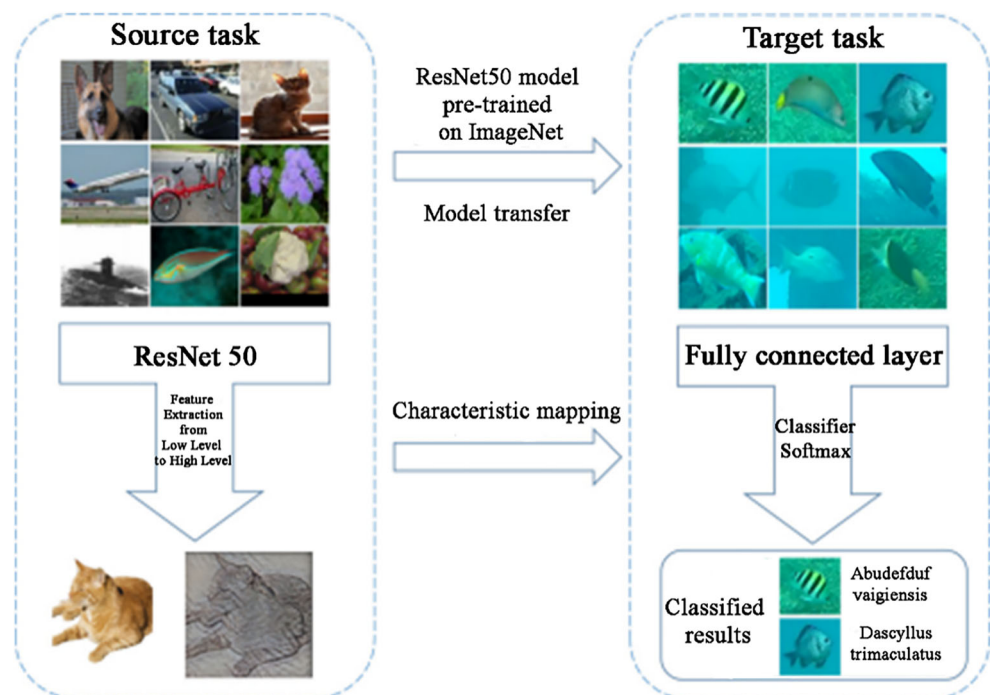 Source task
ResNet 50
Feature
Extraction
from
Low Level
to High Level
ResNet50 model
pre-trained
on ImageNet
Model transfer
Characteristic mapping
Target task
Fully connected layer
Classifier
Softmax
Classified
results
Abudefduf
vaigiensis
Dascyllus
trimaculatus